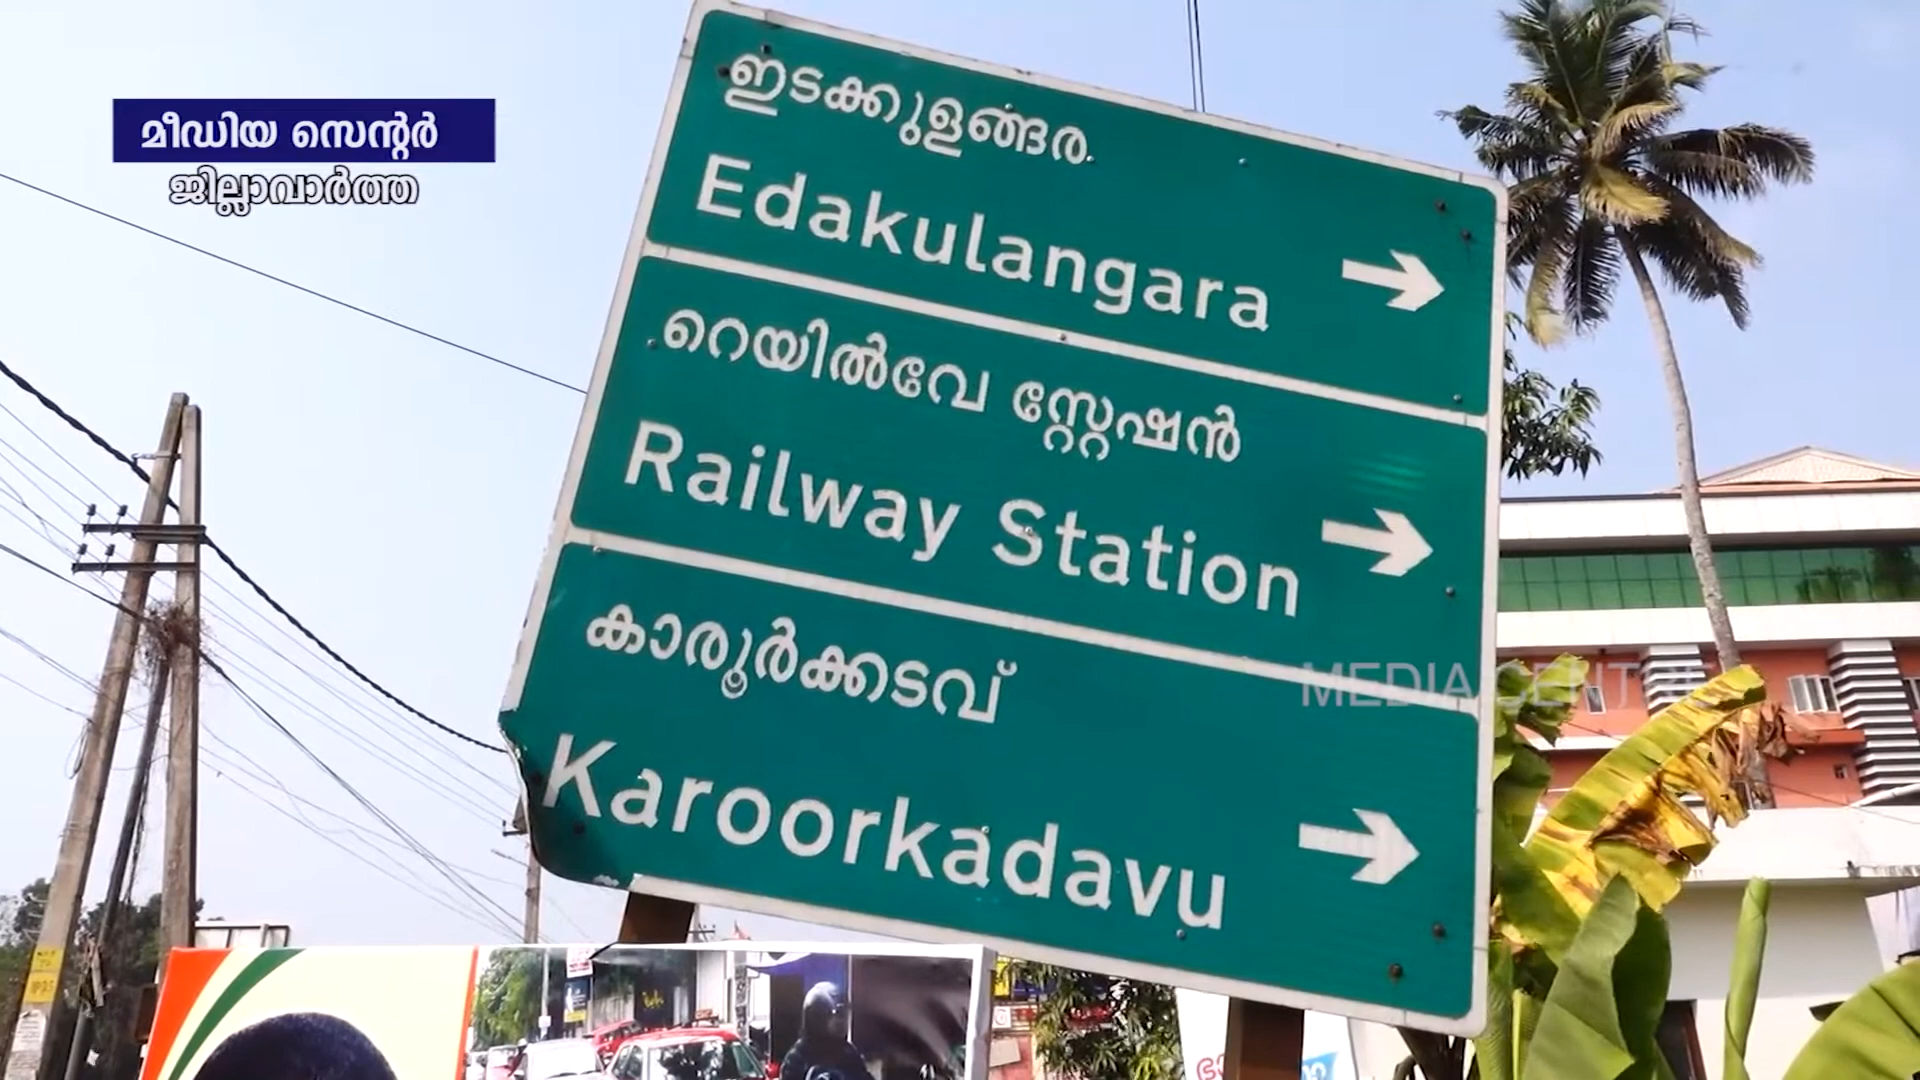 മീഡിയ സെന്റർ
ജില്ലാവാർത്ത
ഇടക്കുളങ്ങര
Edakulangara
റെയിൽവേ സ്റ്റേഷൻ
Railway Station
കാരൂർക്കടവ്
Karoorkadavu
MEDIA CENTRE